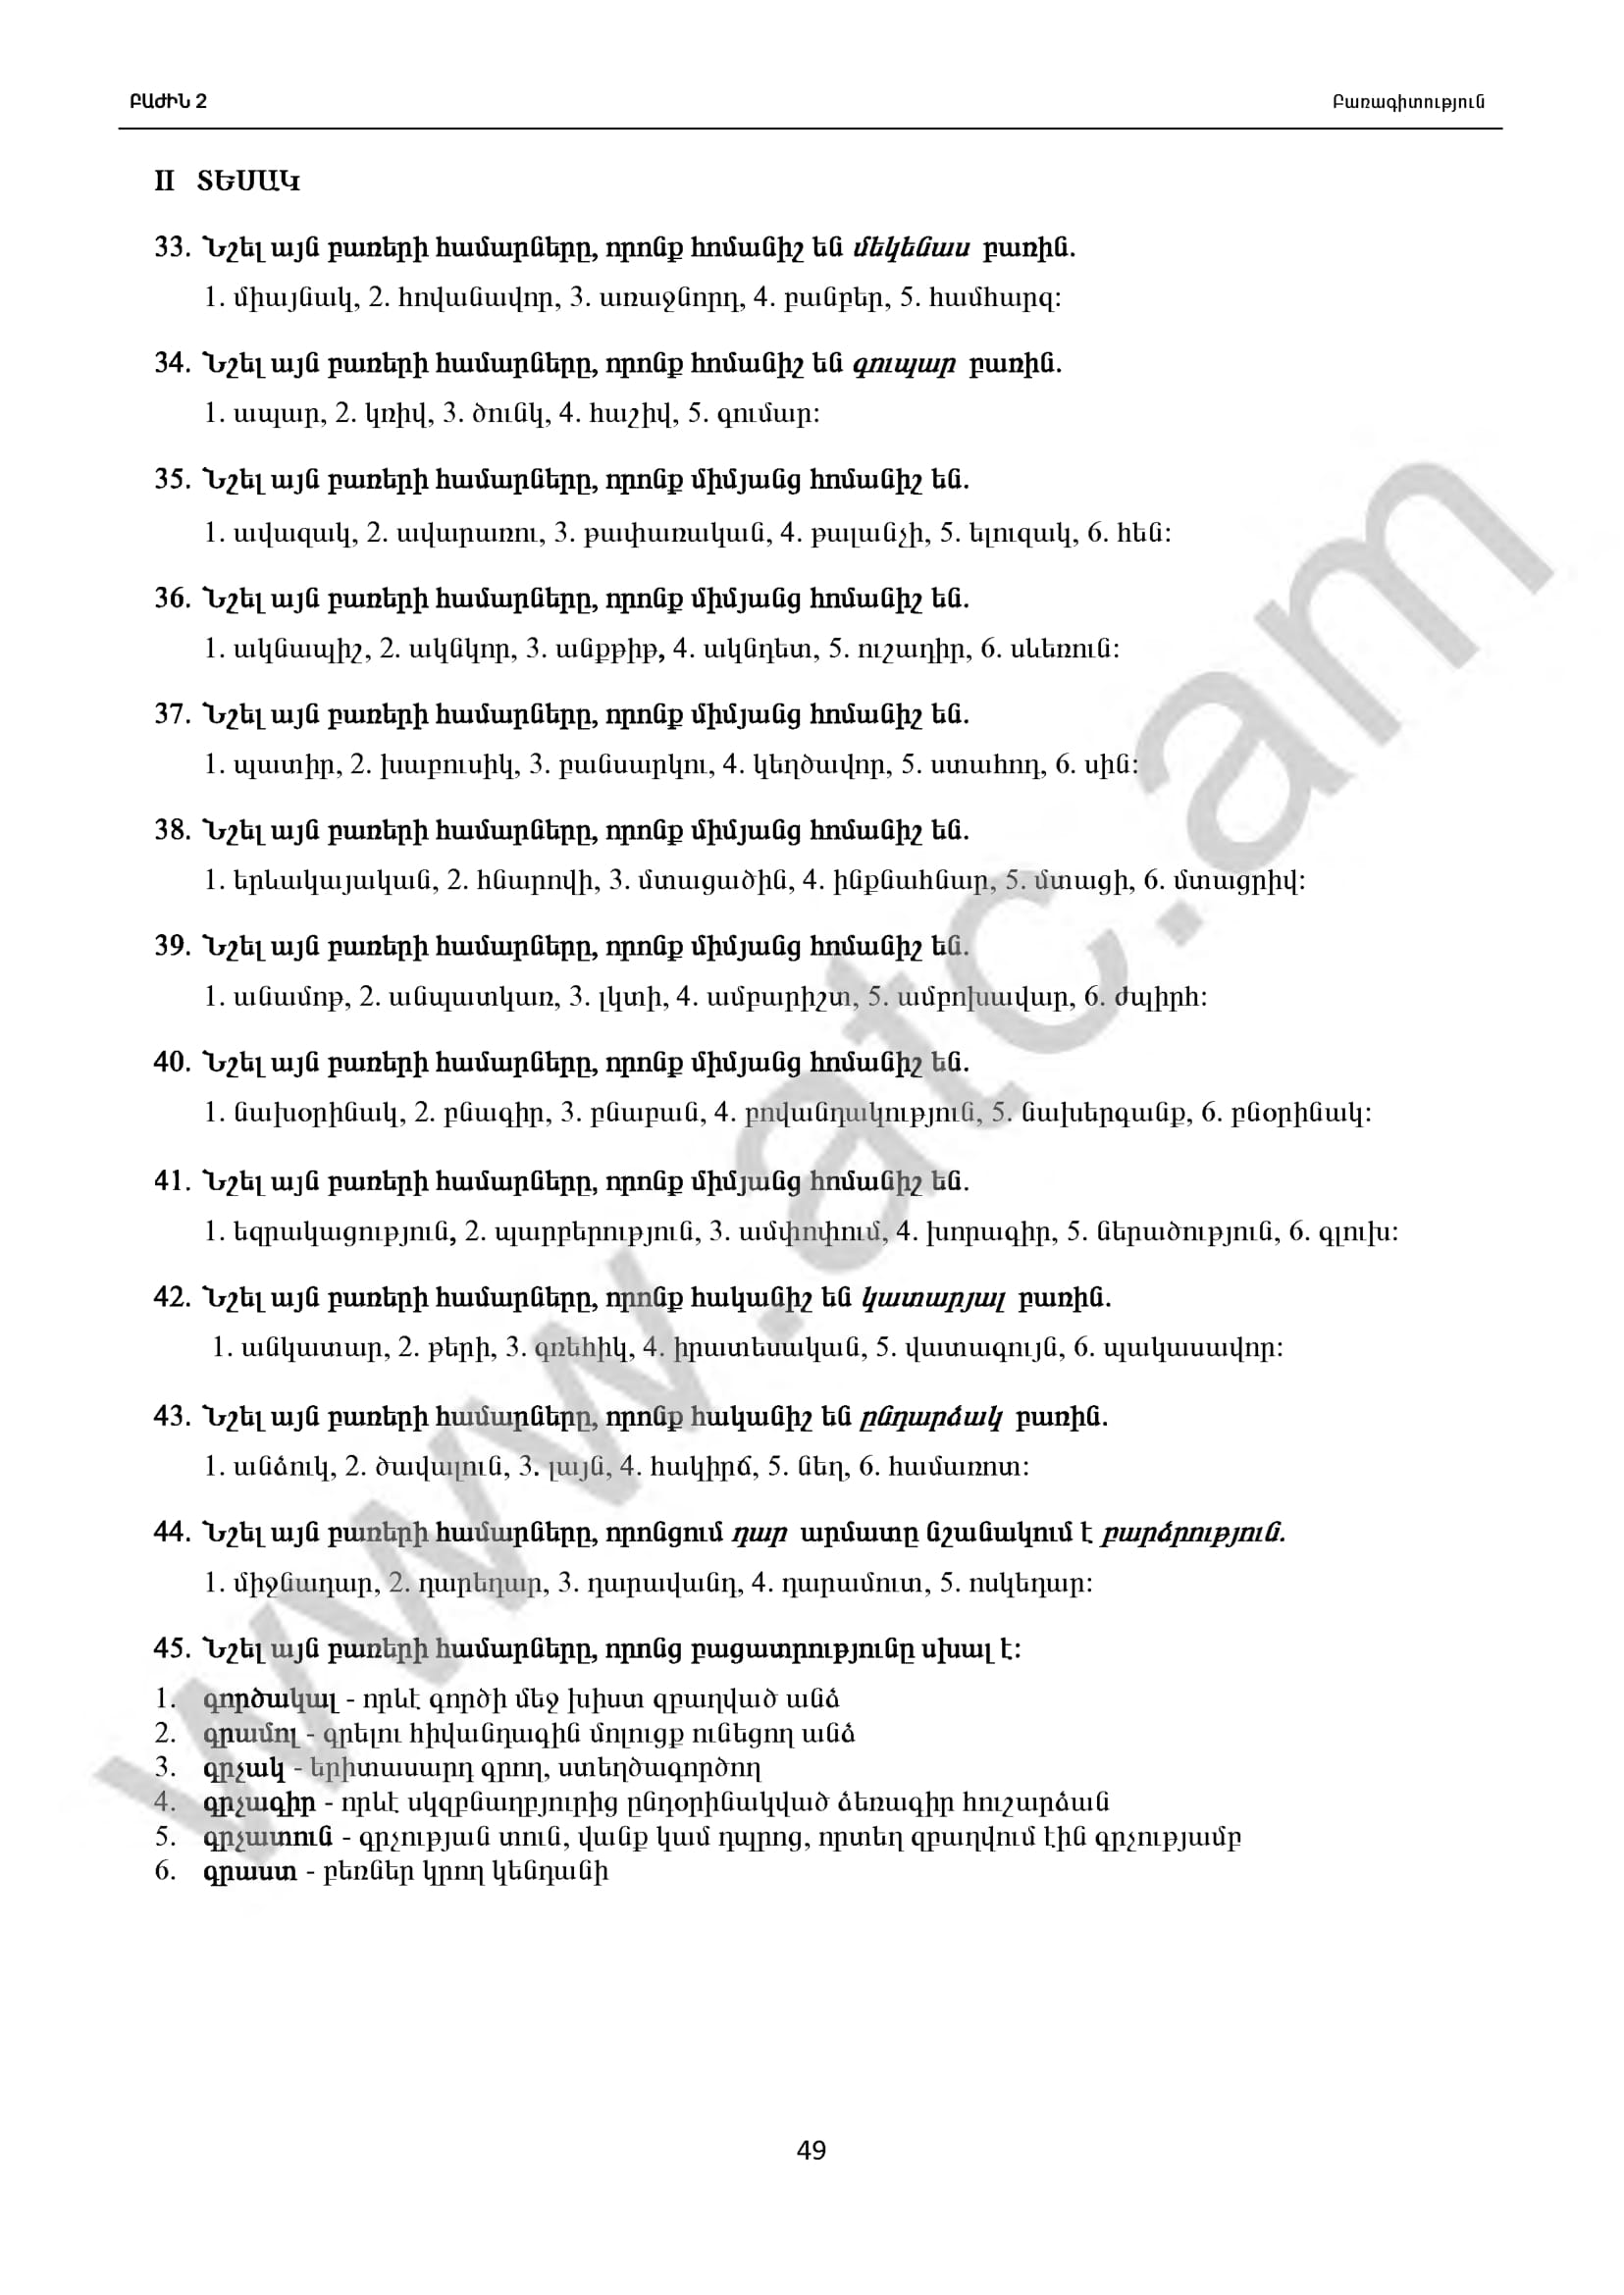 ԲԱԺԻՆ 2
Բառագիտություն
II ՏԵՍԱԿ
33. Նշել այն բառերի համարները, որոնք հոմանիշ են մեկենաս բառին.
1. միայնակ, 2. հովանավոր, 3. առաջնորդ, 4. բանբեր, 5. համհարզ:
34. Նշել այն բառերի համարները, որոնք հոմանիշ են գուպար բառին.
1. ապար, 2. կռիվ, 3. ծունկ, 4. հաշիվ, 5. գումար:
35. Նշել այն բառերի համարները, որոնք միմյանց հոմանիշ են.
1. ավազակ, 2. ավարառու, 3. թափառական, 4. թալանչի, 5. ելուզակ, 6. հեն:
36. Նշել այն բառերի համարները, որոնք միմյանց հոմանիշ են.
1. ակնապիշ, 2. ակնկոր, 3. անքթիթ, 4. ակնդետ, 5. ուշադիր, 6. սևեռուն:
37. Նշել այն բառերի համարները, որոնք միմյանց հոմանիշ են.
1. պատիր, 2. խաբուսիկ, 3. բանսարկու, 4. կեղծավոր, 5. ստահոդ, 6. սին:
38. Նշել այն բառերի համարները, որոնք միմյանց հոմանիշ են.
1. երևակայական, 2. հնարովի, 3. մտացածին, 4. ինքնահնար, 5. մտացի, 6. մտացրիվ:
39. Նշել այն բառերի համարները, որոնք միմյանց հոմանիշ են.
1. անամոթ, 2. անպատկառ, 3. լկտի, 4. ամբարիշտ, 5. ամբոխավար, 6. ժպիրհ:
40. Նշել այն բառերի համարները, որոնք միմյանց հոմանիշ են.
1. նախօրինակ, 2. բնագիր, 3. բնաբան, 4. բովանդակություն, 5. նախերգանք, 6. բնօրինակ:
41. Նշել այն բառերի համարները, որոնք միմյանց հոմանիշ են.
1. եզրակացություն, 2. պարբերություն, 3. ամփոփում, 4. խորագիր, 5. ներածություն, 6. գլուխ:
42. Նշել այն բառերի համարները, որոնք հականիշ են կատարյալ բառին.
1. անկատար, 2. թերի, 3. գռեհիկ, 4. իրատեսական, 5. վատագույն, 6. պակասավոր:
43. Նշել այն բառերի համարները, որոնք հականիշ են ընդարձակ բառին.
1. անձուկ, 2. ծավալուն, 3. լայն, 4. հակիրճ, 5. նեղ, 6. համառոտ:
44. Նշել այն բառերի համարները, որոնցում դար արմատը նշանակում է բարձրություն.
1. միջնադար, 2. դարեդար, 3. դարավանդ, 4. դարամուտ, 5. ոսկեդար:
45. Նշել այն բառերի համարները, որոնց բացատրությունը սխալ է:
1. գործակալ - որևէ գործի մեջ խիստ զբաղված անձ
2. գրամոլ - գրելու հիվանդագին մոլուցք ունեցող անձ
3. գրչակ - երիտասարդ գրող, ստեղծագործող
4. գրչագիր - որևէ սկզբնաղբյուրից ընդօրինակված ձեռագիր հուշարձան
5. գրչատուն - գրչության տուն, վանք կամ դպրոց, որտեղ զբաղվում էին գրչությամբ
6. գրաստ - բեռներ կրող կենդանի
www.atc.am
49